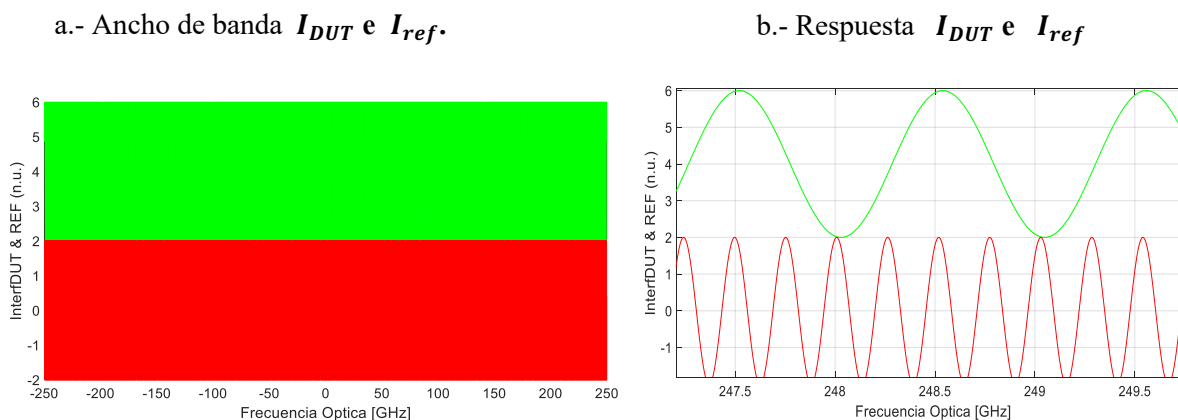 a.- Ancho de banda I_DUT e I_ref.
b.- Respuesta I_DUT e I_ref
InterfDUT & REF (n.u.)
6
5
4
3
2
1
0
-1
-2
-250 -200 -150 -100 -50 0 50 100 150 200 250
Frecuencia Optica [GHz]
InterfDUT & REF (n.u.)
6
5
4
3
2
1
0
-1
247.5 248 248.5 249 249.5
Frecuencia Optica [GHz]